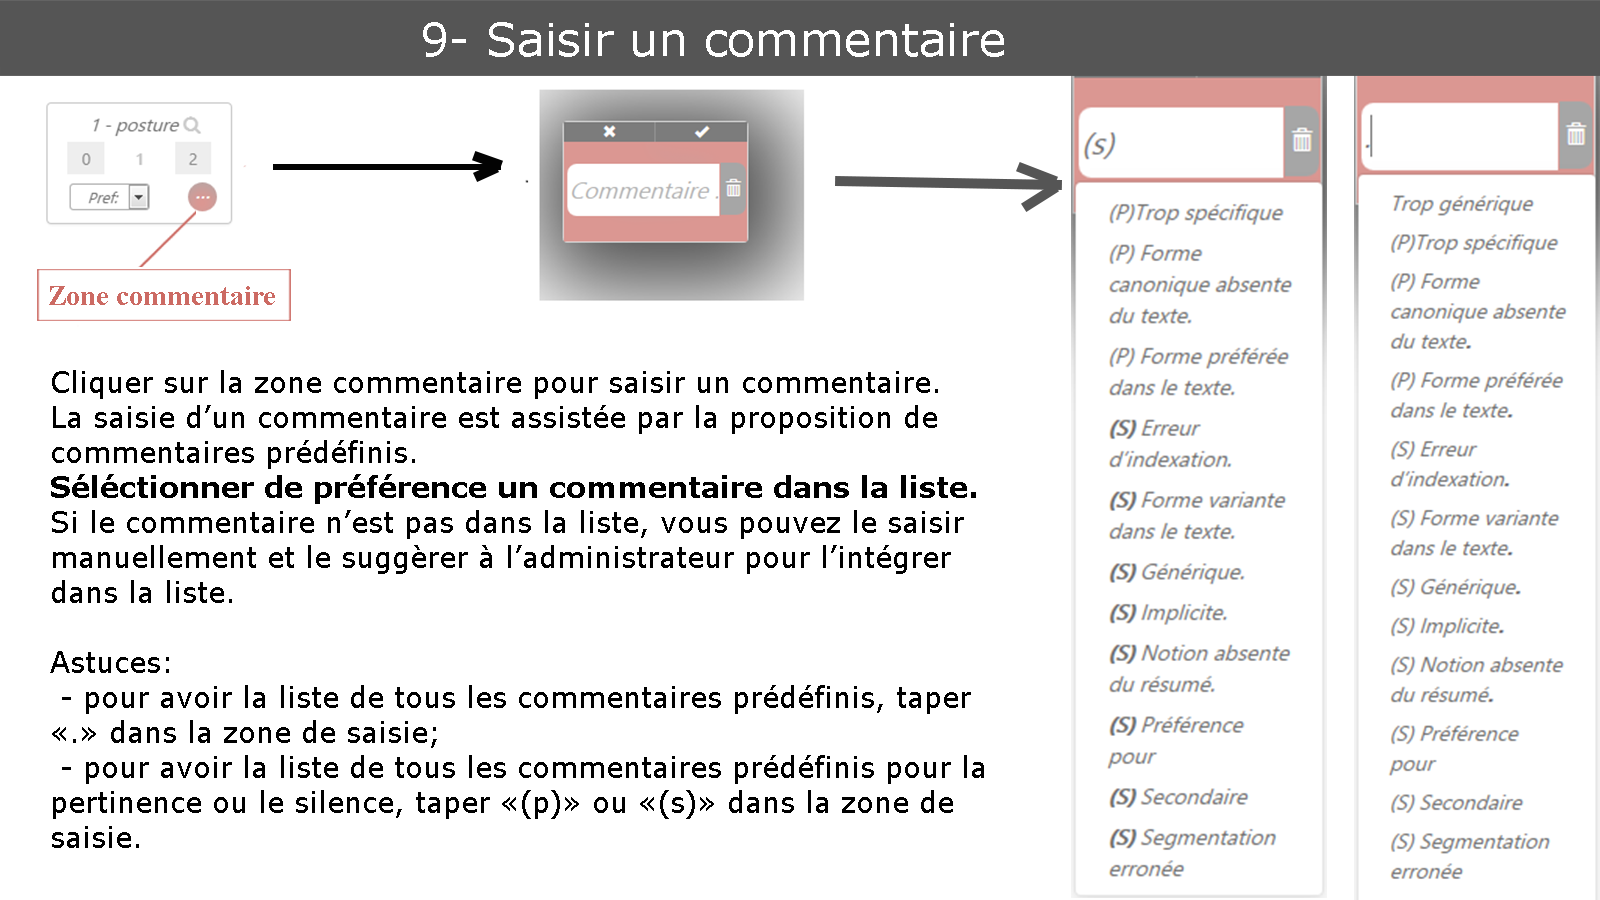 9- Saisir un commentaire
1 - posture
0 1 2
Pref:
...
Zone commentaire
Commentaire .
Cliquer sur la zone commentaire pour saisir un commentaire.
La saisie d’un commentaire est assistée par la proposition de
commentaires prédéfinis.
Séléctionner de préférence un commentaire dans la liste.
Si le commentaire n’est pas dans la liste, vous pouvez le saisir
manuellement et le suggèrer à l’administrateur pour l’intégrer
dans la liste.
Astuces:
- pour avoir la liste de tous les commentaires prédéfinis, taper
«.» dans la zone de saisie;
- pour avoir la liste de tous les commentaires prédéfinis pour la
pertinence ou le silence, taper «(p)» ou «(s)» dans la zone de
saisie.
(s)
(P)Trop spécifique
(P) Forme
canonique absente
du texte.
(P) Forme préférée
dans le texte.
(S) Erreur
d’indexation.
(S) Forme variante
dans le texte.
(S) Générique.
(S) Implicite.
(S) Notion absente
du résumé.
(S) Préférence
pour
(S) Secondaire
(S) Segmentation
erronée
.
Trop générique
(P)Trop spécifique
(P) Forme
canonique absente
du texte.
(P) Forme préférée
dans le texte.
(S) Erreur
d’indexation.
(S) Forme variante
dans le texte.
(S) Générique.
(S) Implicite.
(S) Notion absente
du résumé.
(S) Préférence
pour
(S) Secondaire
(S) Segmentation
erronée